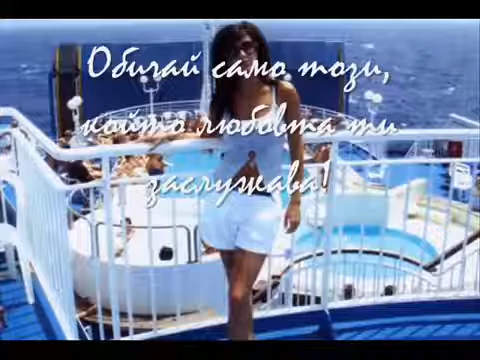 Обичай само този,
който любовта ти
заслужава!